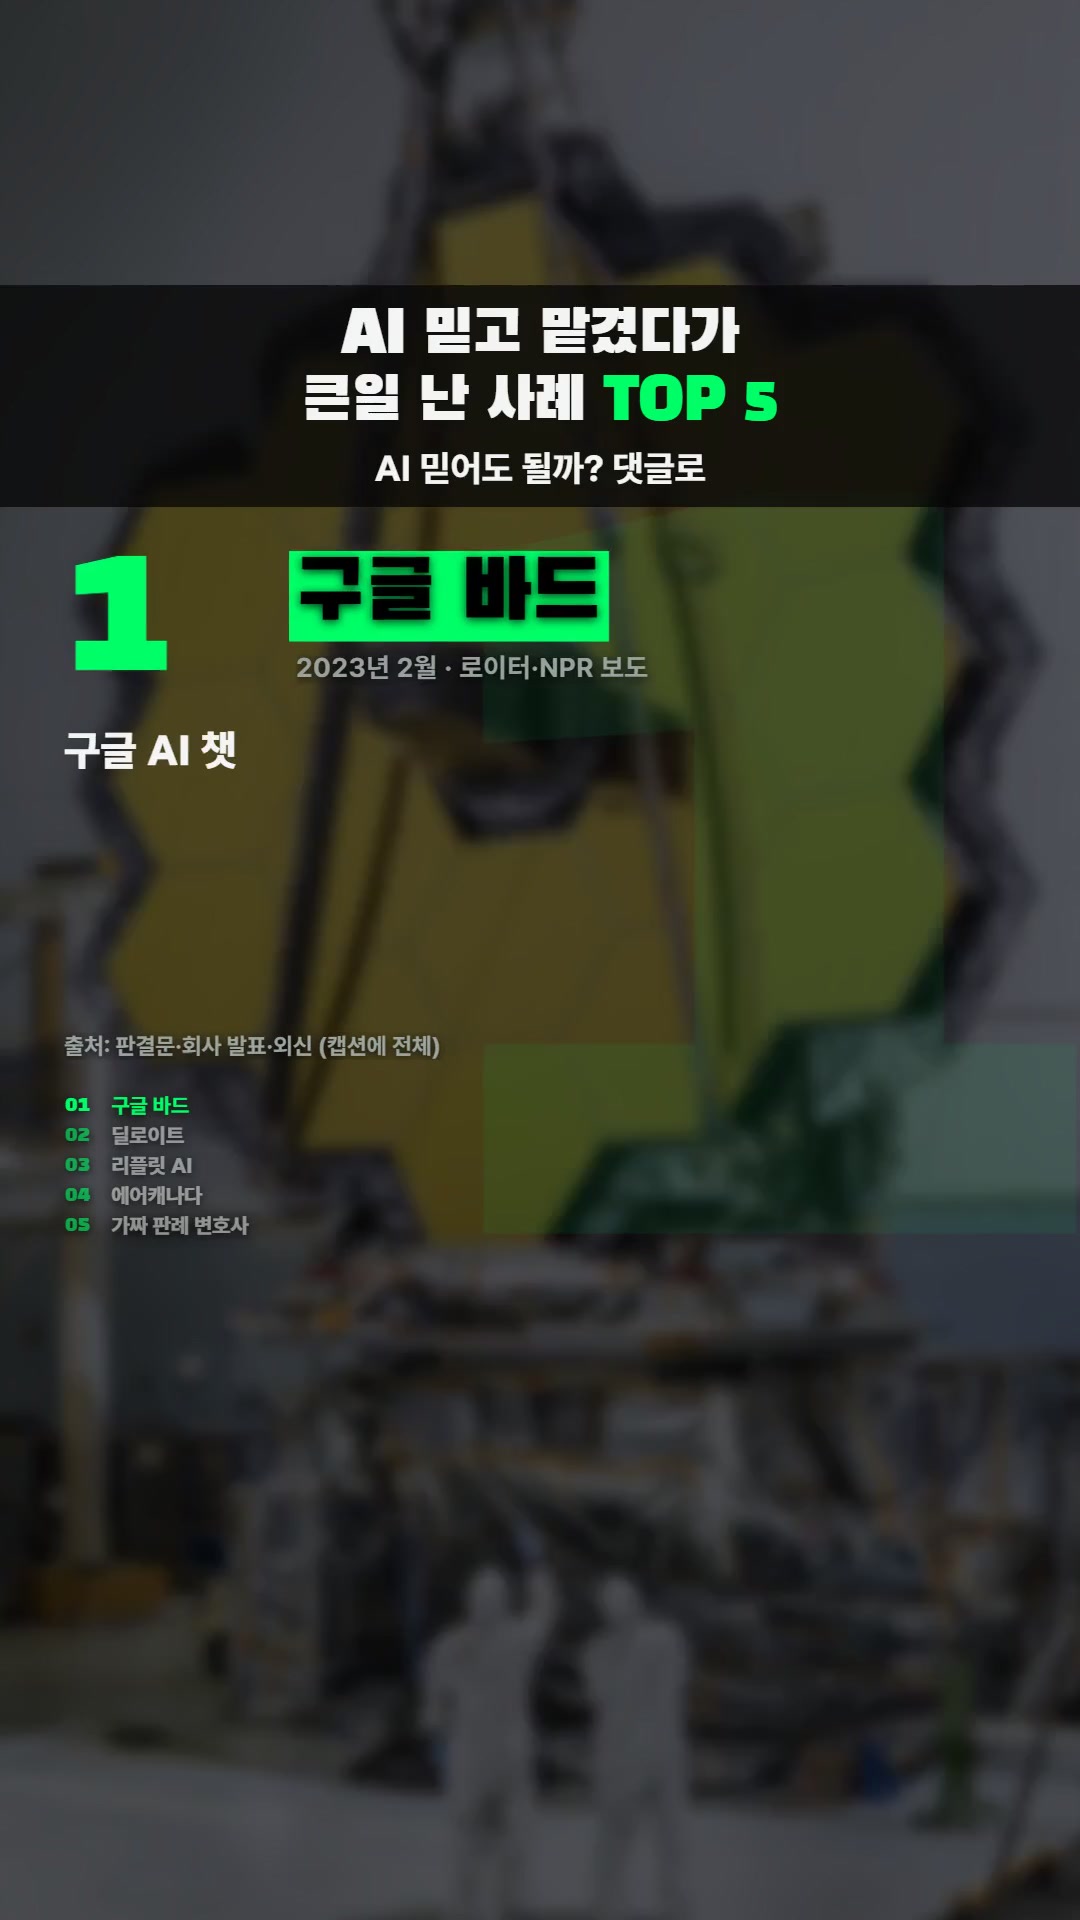 AI 믿고 맡겼다가
큰일 난 사례 TOP 5
AI 믿어도 될까? 댓글로
1
구글 바드
2023년 2월 · 로이터·NPR 보도
구글 AI 챗
출처: 판결문·회사 발표·외신 (캡션에 전체)
01 구글 바드
02 딜로이트
03 리플릿 AI
04 에어캐나다
05 가짜 판례 변호사